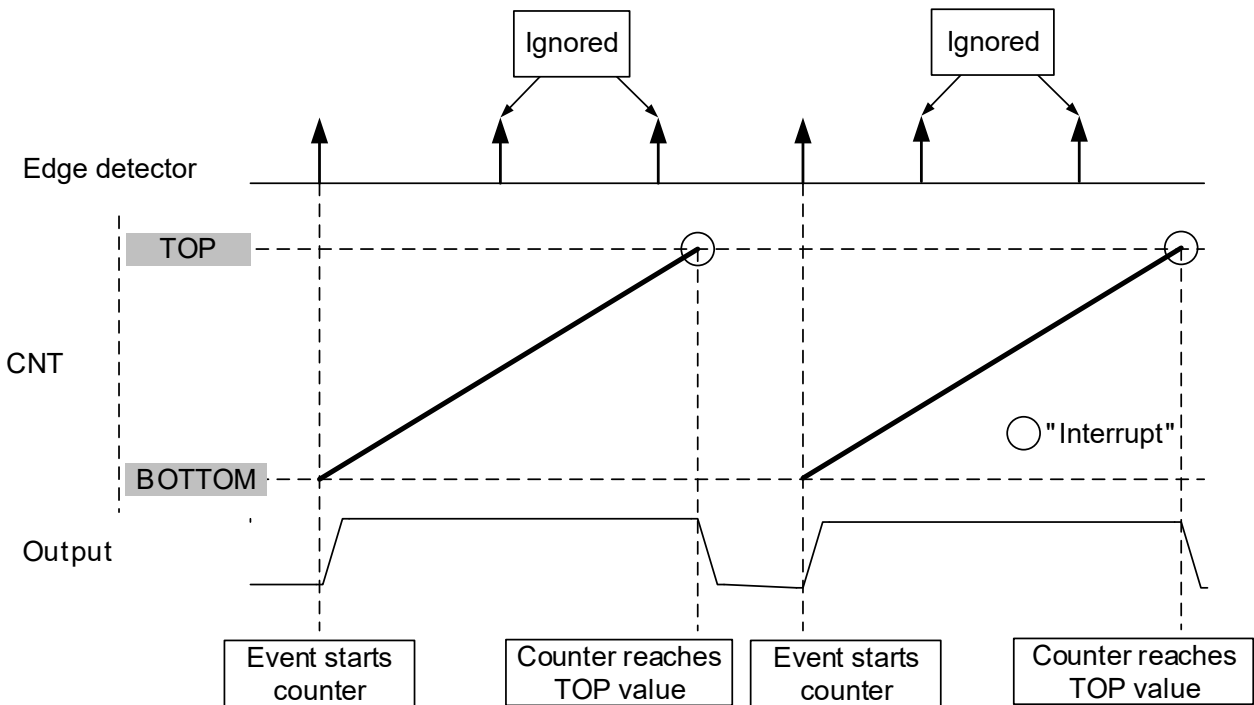 Ignored
Ignored
Edge detector
TOP
CNT
"Interrupt"
BOTTOM
Output
Event starts
counter
Counter reaches
TOP value
Event starts
counter
Counter reaches
TOP value